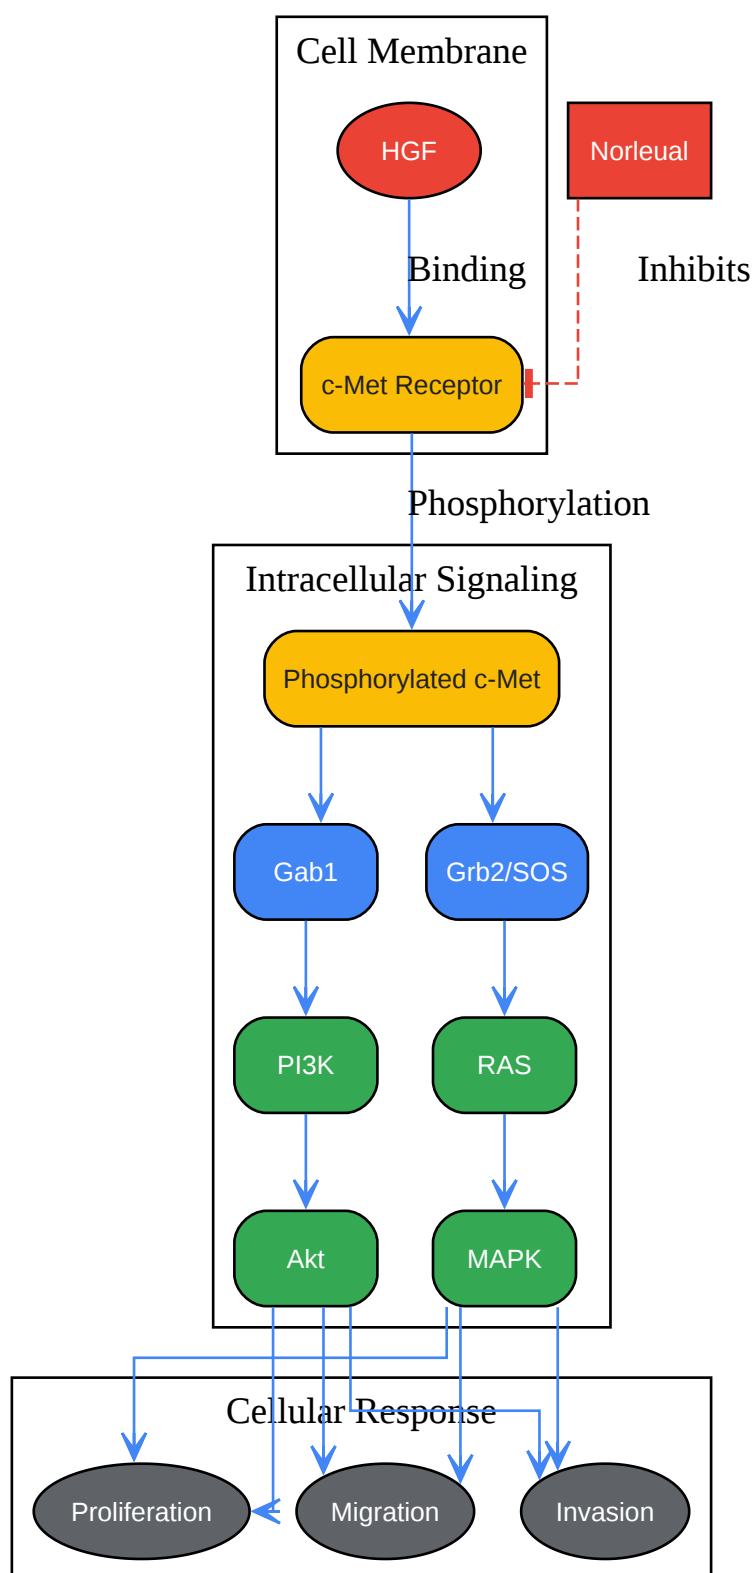 Cell Membrane
HGF
Norleual
Binding
Inhibits
c-Met Receptor
Phosphorylation
Intracellular Signaling
Phosphorylated c-Met
Gab1
Grb2/SOS
PI3K
RAS
Akt
MAPK
Cellular Response
Proliferation
Migration
Invasion